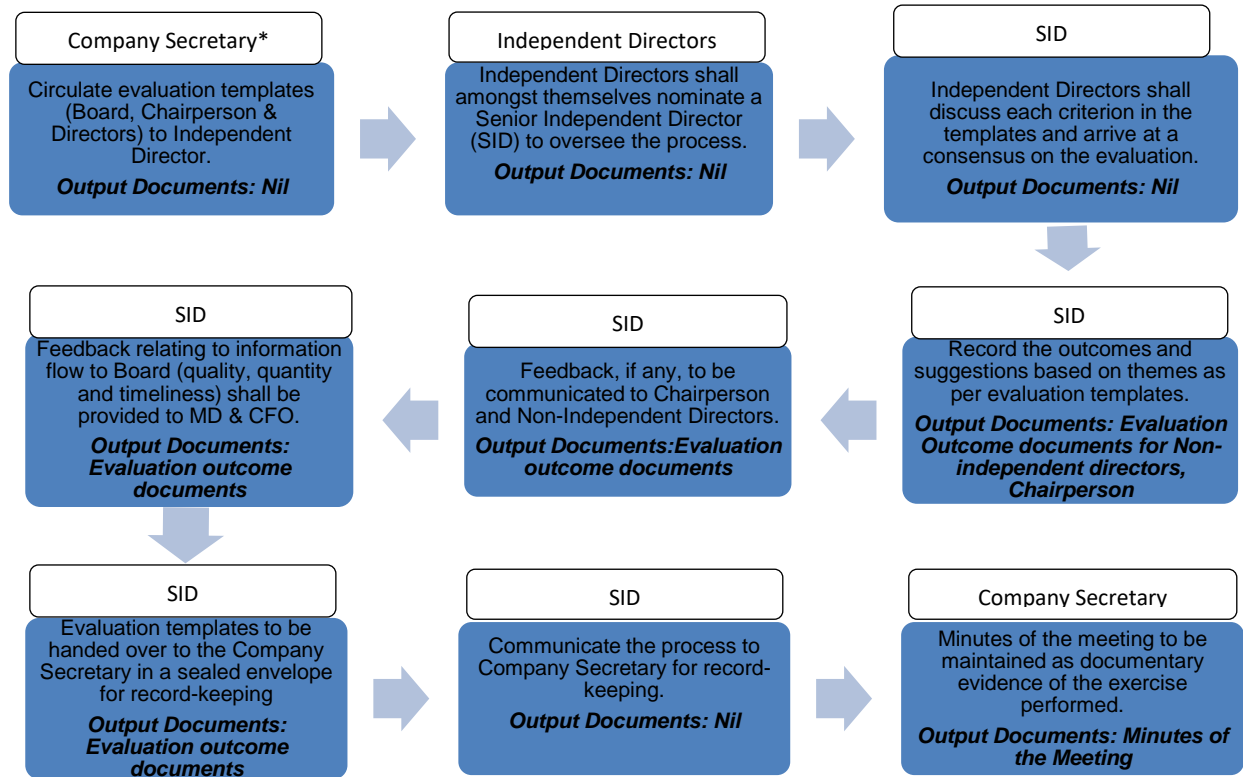 Company Secretary*
Circulate evaluation templates
(Board, Chairperson &
Directors) to Independent
Director.
Output Documents: Nil
Independent Directors
Independent Directors shall
amongst themselves nominate a
Senior Independent Director
(SID) to oversee the process.
Output Documents: Nil
SID
Independent Directors shall
discuss each criterion in the
templates and arrive at a
consensus on the evaluation.
Output Documents: Nil
SID
Record the outcomes and
suggestions based on themes as
per evaluation templates.
Output Documents: Evaluation
Outcome documents for Non-
independent directors,
Chairperson
SID
Feedback, if any, to be
communicated to Chairperson
and Non-Independent Directors.
Output Documents:Evaluation
outcome documents
SID
Feedback relating to information
flow to Board (quality, quantity
and timeliness) shall be
provided to MD & CFO.
Output Documents:
Evaluation outcome
documents
SID
Evaluation templates to be
handed over to the Company
Secretary in a sealed envelope
for record-keeping
Output Documents:
Evaluation outcome
documents
SID
Communicate the process to
Company Secretary for record-
keeping.
Output Documents: Nil
Company Secretary
Minutes of the meeting to be
maintained as documentary
evidence of the exercise
performed.
Output Documents: Minutes of
the Meeting